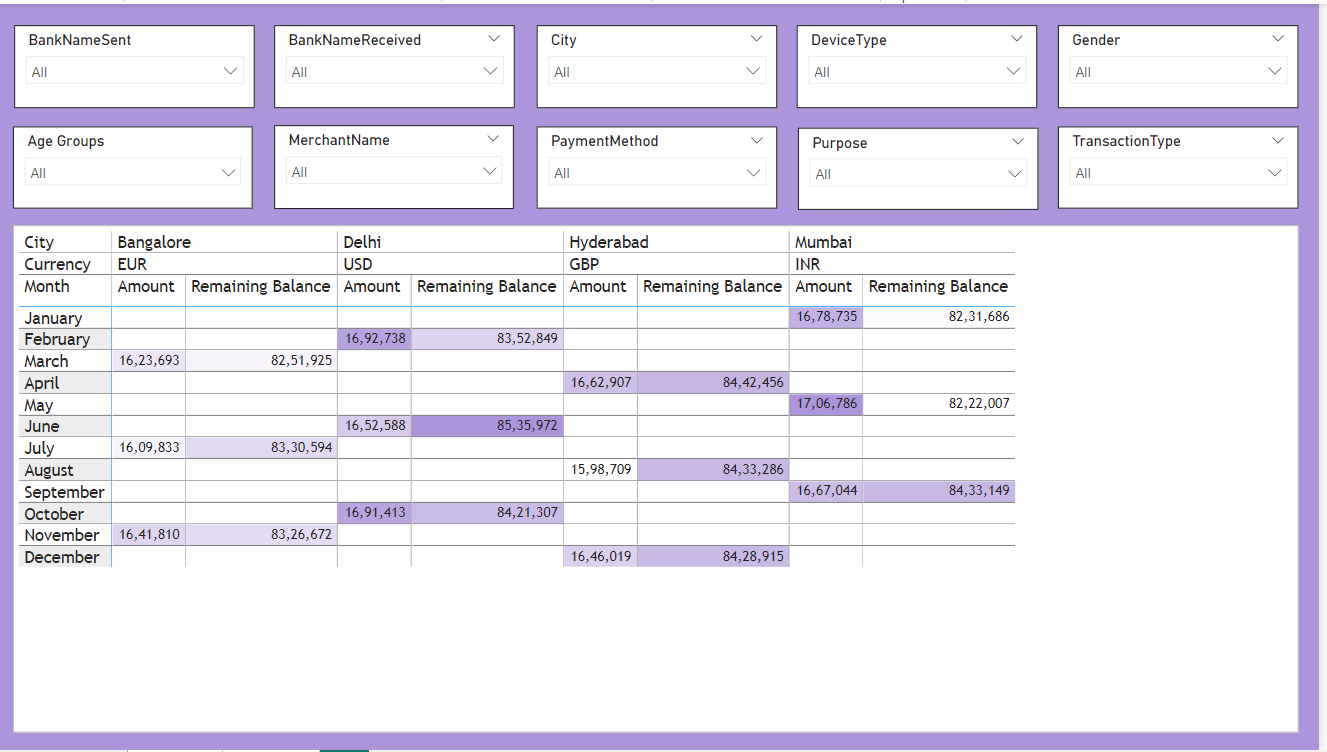 BankNameSent BankNameReceived City DeviceType Gender
All All All All All
Age Groups MerchantName PaymentMethod Purpose TransactionType
All All All All All
City Bangalore Delhi Hyderabad Mumbai
Currency EUR USD GBP INR
Month Amount Remaining Balance Amount Remaining Balance Amount Remaining Balance Amount Remaining Balance
January 16,78,735 82,31,686
February 16,92,738 83,52,849
March 16,23,693 82,51,925
April 16,62,907 84,42,456
May 17,06,786 82,22,007
June 16,52,588 85,35,972
July 16,09,833 83,30,594
August 15,98,709 84,33,286
September 16,67,044 84,33,149
October 16,91,413 84,21,307
November 16,41,810 83,26,672
December 16,46,019 84,28,915